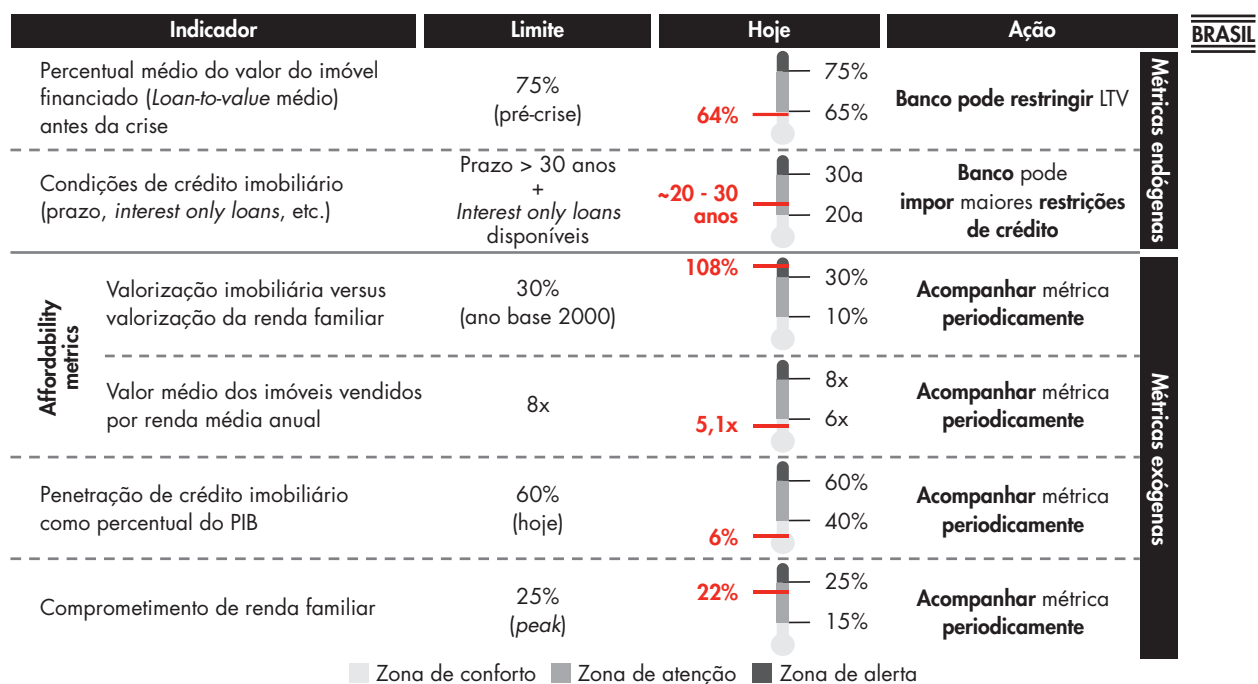 Indicador Limite Hoje Ação
BRASIL
Percentual médio do valor do imóvel
financiado (Loan-to-value médio)
antes da crise
75%
(pré-crise)
64%
75%
65%
Banco pode restringir LTV
Métricas endógenas
Condições de crédito imobiliário
(prazo, interest only loans, etc.)
Prazo > 30 anos
+
Interest only loans
disponíveis
~20 - 30
anos
30a
20a
Banco pode
impor maiores restrições
de crédito
Affordability
metrics
Valorização imobiliária versus
valorização da renda familiar
30%
(ano base 2000)
108%
30%
10%
Acompanhar métrica
periodicamente
Métricas exógenas
Valor médio dos imóveis vendidos
por renda média anual
8x
5,1x
8x
6x
Acompanhar métrica
periodicamente
Penetração de crédito imobiliário
como percentual do PIB
60%
(hoje)
6%
60%
40%
Acompanhar métrica
periodicamente
Comprometimento de renda familiar
25%
(peak)
22%
25%
15%
Acompanhar métrica
periodicamente
Zona de conforto Zona de atenção Zona de alerta